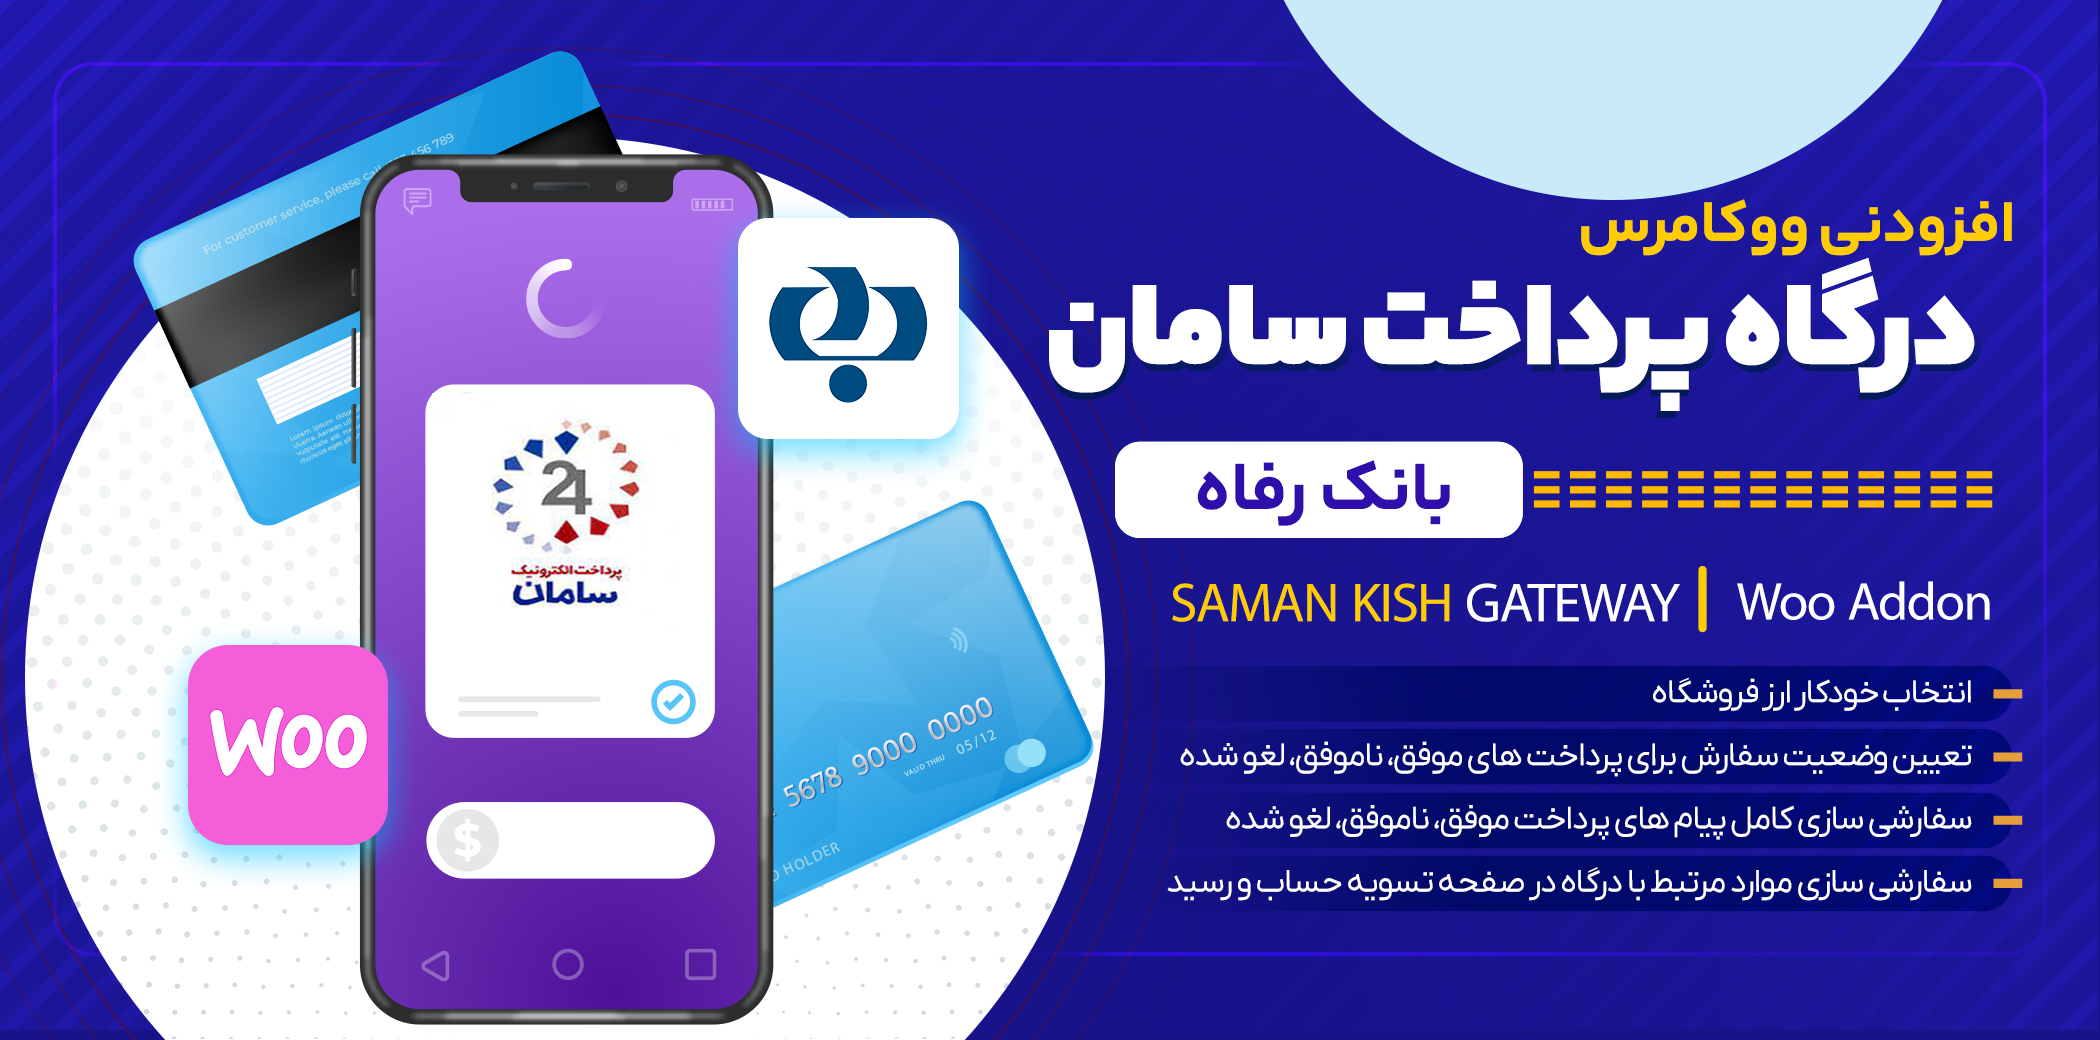 افزودنی ووکامرس
درگاه پرداخت سامان
بانک رفاه
SAMAN KISH GATEWAY | Woo Addon
انتخاب خودکار ارز فروشگاه
تعیین وضعیت سفارش برای پرداخت های موفق، ناموفق، لغو شده
سفارشی سازی کامل پیام های پرداخت موفق، ناموفق، لغو شده
سفارشی سازی موارد مرتبط با درگاه در صفحه تسویه حساب و رسید
For customer service, please call 456 789
24
پرداخت الکترونیک
سامان
Woo
$
5678 9000 0000
VALID THRU 05/12
HOLDER